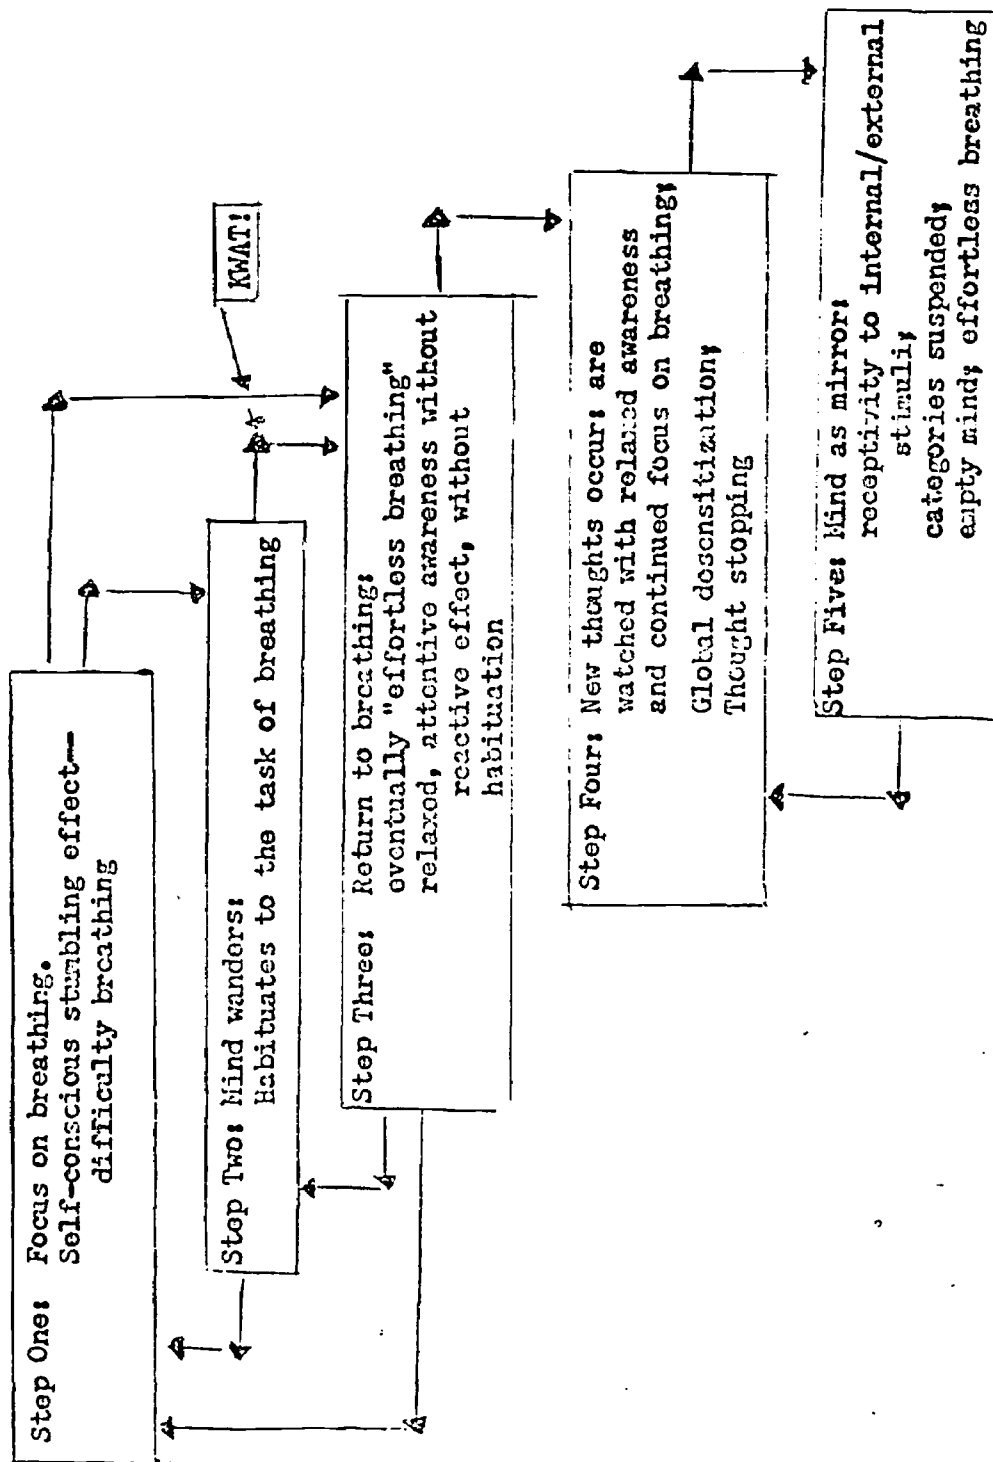 Step One: Focus on breathing.
Self-conscious stumbling effect--
difficulty breathing
KWAT!
Step Two: Mind wanders:
Habituates to the task of breathing
Step Three: Return to breathing:
eventually "effortless breathing"
relaxed, attentive awareness without
reactive effect, without
habituation
Step Four: New thoughts occur: are
watched with relaxed awareness
and continued focus on breathing;
Global desensitization;
Thought stopping
Step Five: Mind as mirror:
receptivity to internal/external
stimuli;
categories suspended;
empty mind; effortless breathing